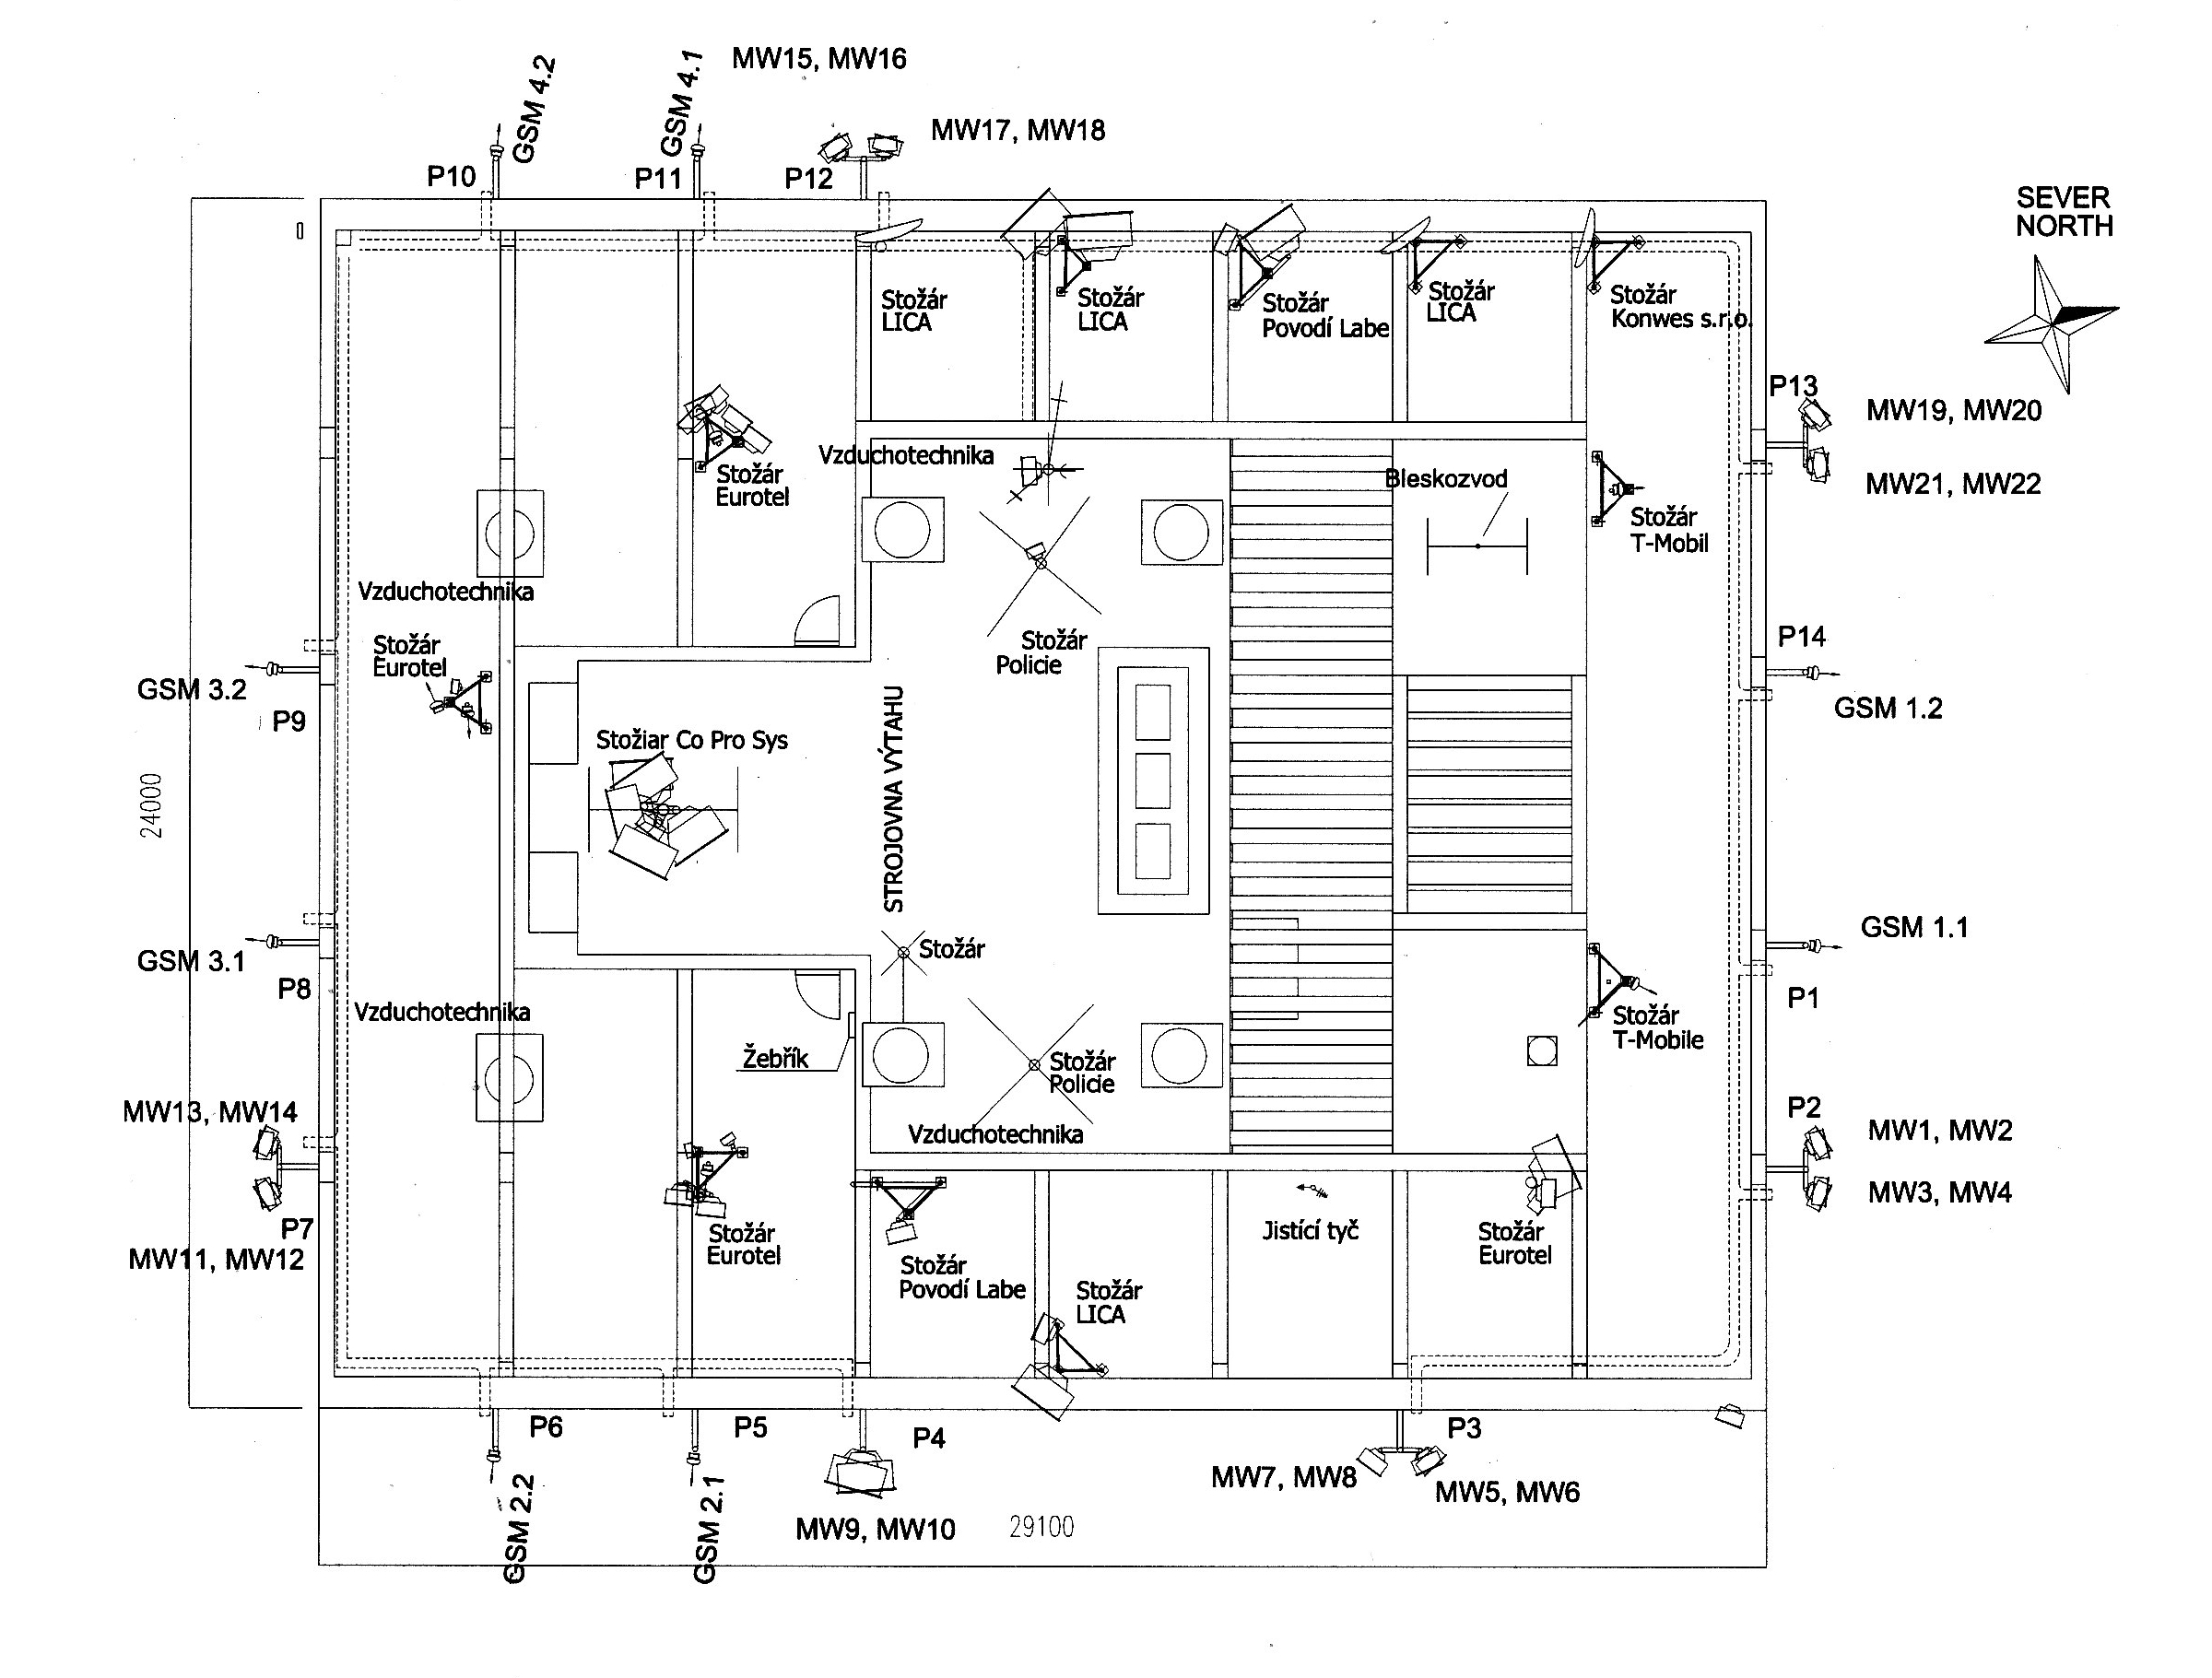 MW15, MW16
GSM 4.2
GSM 4.1
MW17, MW18
P10
P11
P12
SEVER
NORTH
Stožár
LICA
Stožár
LICA
Stožár
Povodí Labe
Stožár
LICA
Stožár
Konwes s.r.o.
P13
MW19, MW20
MW21, MW22
Stožár
Eurotel
Vzduchotechnika
Bleskozvod
Stožár
T-Mobil
Vzduchotechnika
Stožár
Eurotel
Stožár
Policie
P14
GSM 3.2
P9
GSM 1.2
Stožiar Co Pro Sys
STROJOVNA VÝTAHU
24000
GSM 1.1
Stožár
GSM 3.1
P8
P1
Vzduchotechnika
Stožár
T-Mobile
Žebřík
Stožár
Policie
MW13, MW14
P2
MW1, MW2
Vzduchotechnika
MW3, MW4
P7
MW11, MW12
Stožár
Eurotel
Jistící tyč
Stožár
Eurotel
Stožár
Povodí Labe
Stožár
LICA
P6
P5
P4
P3
MW7, MW8
MW5, MW6
GSM 2.2
GSM 2.1
MW9, MW10
29100